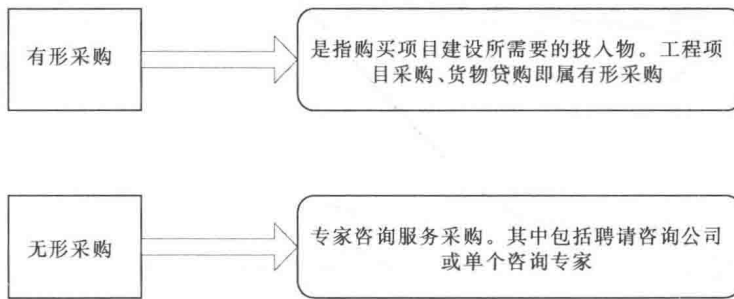 有形采购
是指购买项目建设所需要的投入物。工程项
目采购、货物贷购即属有形采购
无形采购
专家咨询服务采购。其中包括聘请咨询公司
或单个咨询专家